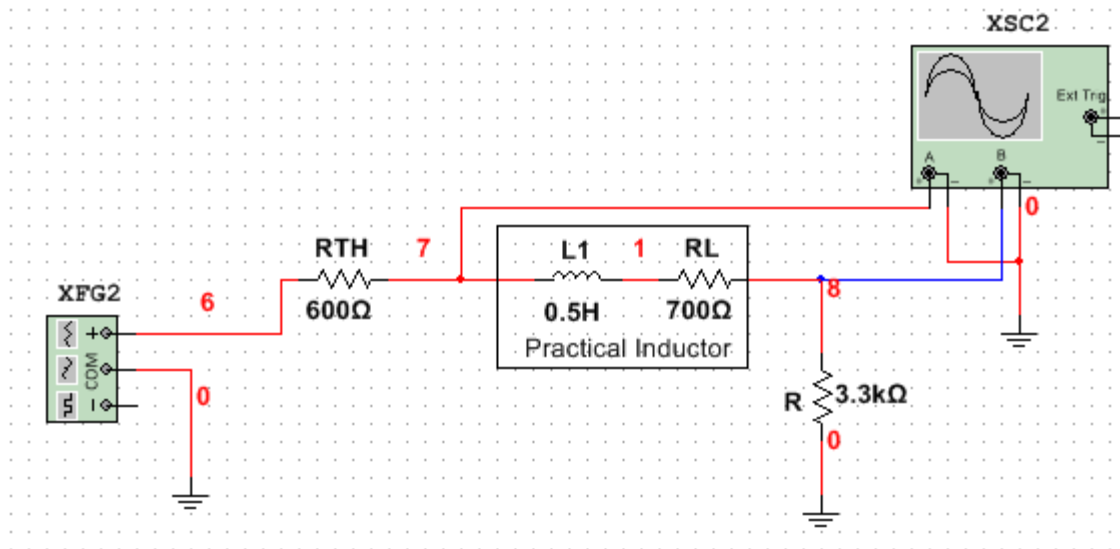 XSC2
Ext Trig
+
–
A
B
+
–
+
–
0
RTH
7
L1
1
RL
XFG2
6
600Ω
0.5H
700Ω
8
Practical Inductor
+
COM
–
0
R
3.3kΩ
0